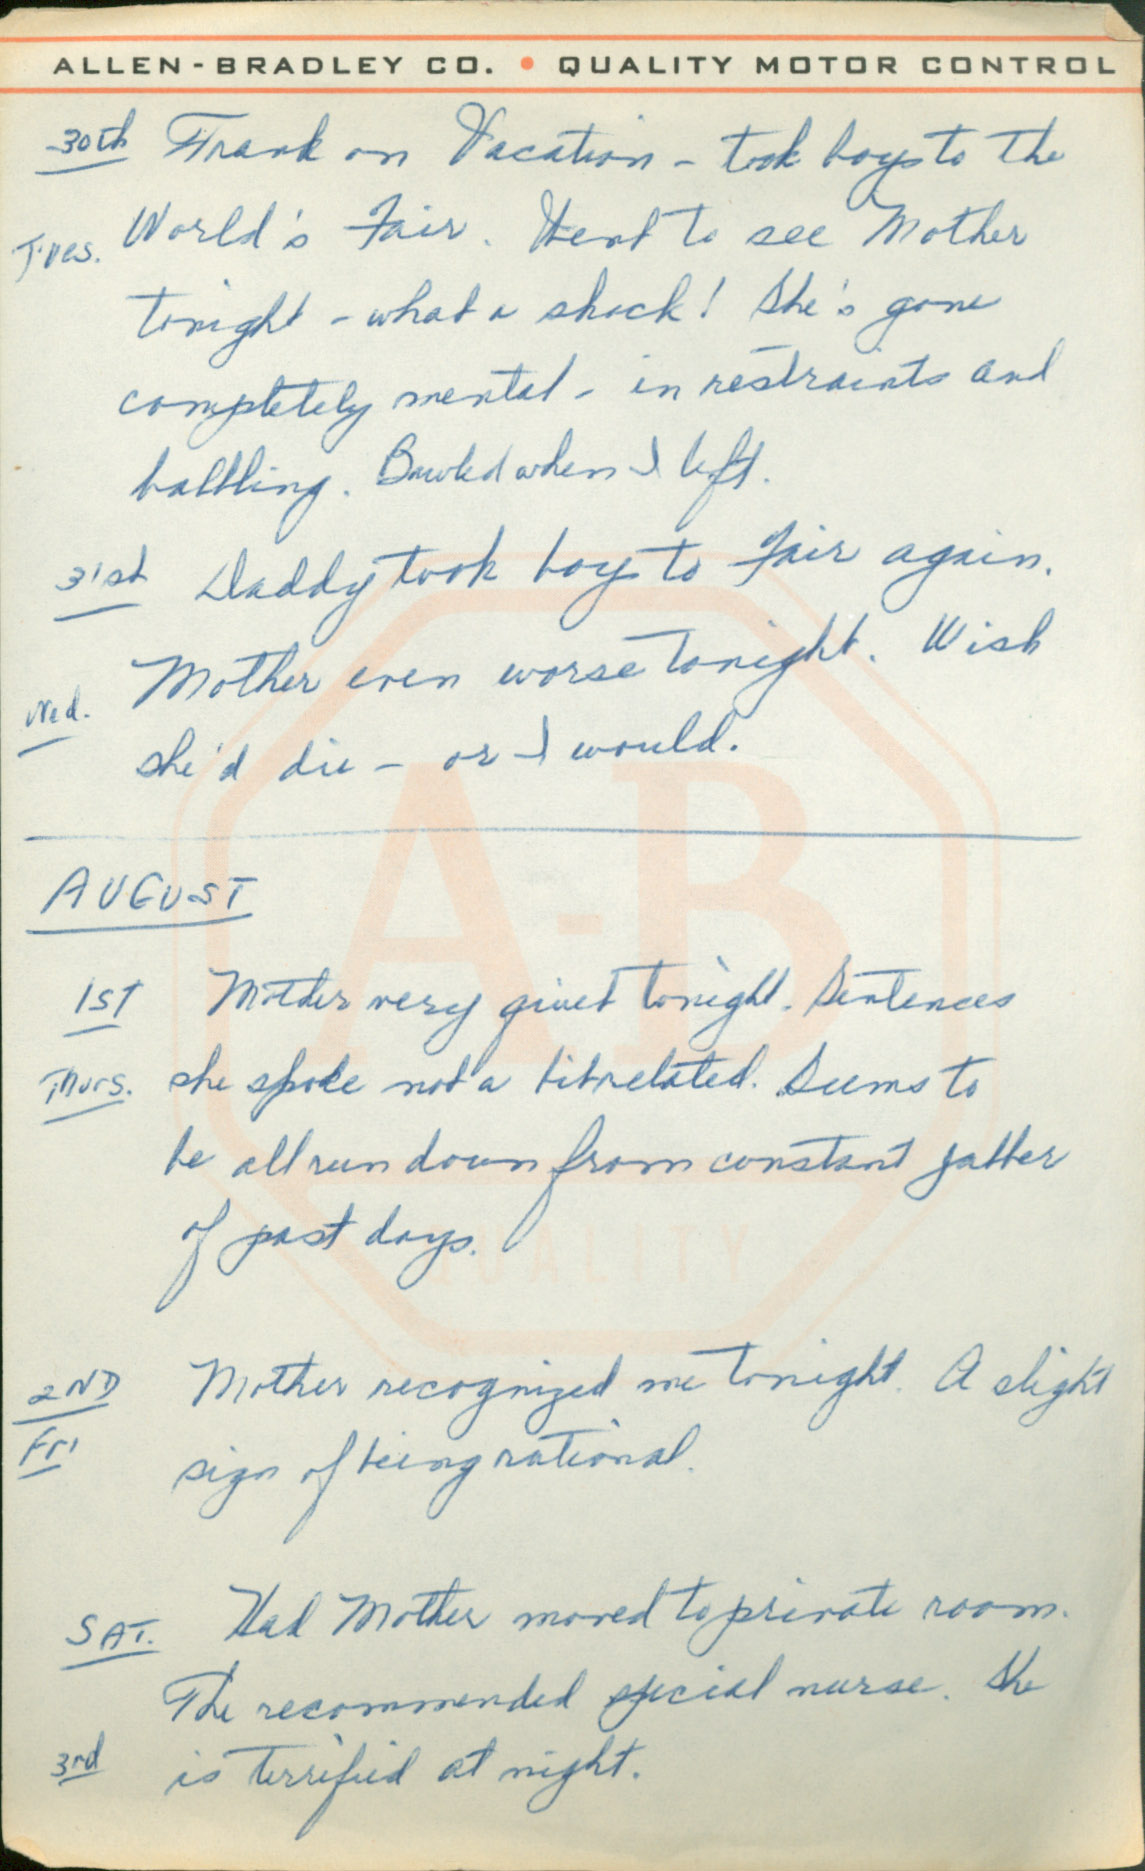 ALLEN-BRADLEY CO. • QUALITY MOTOR CONTROL
30th Frank on Vacation - took boys to the
Tues. World's Fair. Went to see Mother
tonight - what a shock! She's gone
completely mental - in restraints and
babbling. Bawled when I left.
31st Daddy took boys to Fair again.
Mother even worse tonight. Wish
Wed.
she'd die - or I would.
AUGUST
1ST Mother very quiet tonight. Sentences
Thurs. she spoke not a bit related. Seems to
be all run down from constant jabber
of past days.
A-B
QUALITY
2ND Mother recognized me tonight. A slight
Fri sign of being rational.
SAT. Had Mother moved to private room.
The recommended special nurse. She
3rd is terrified at night.